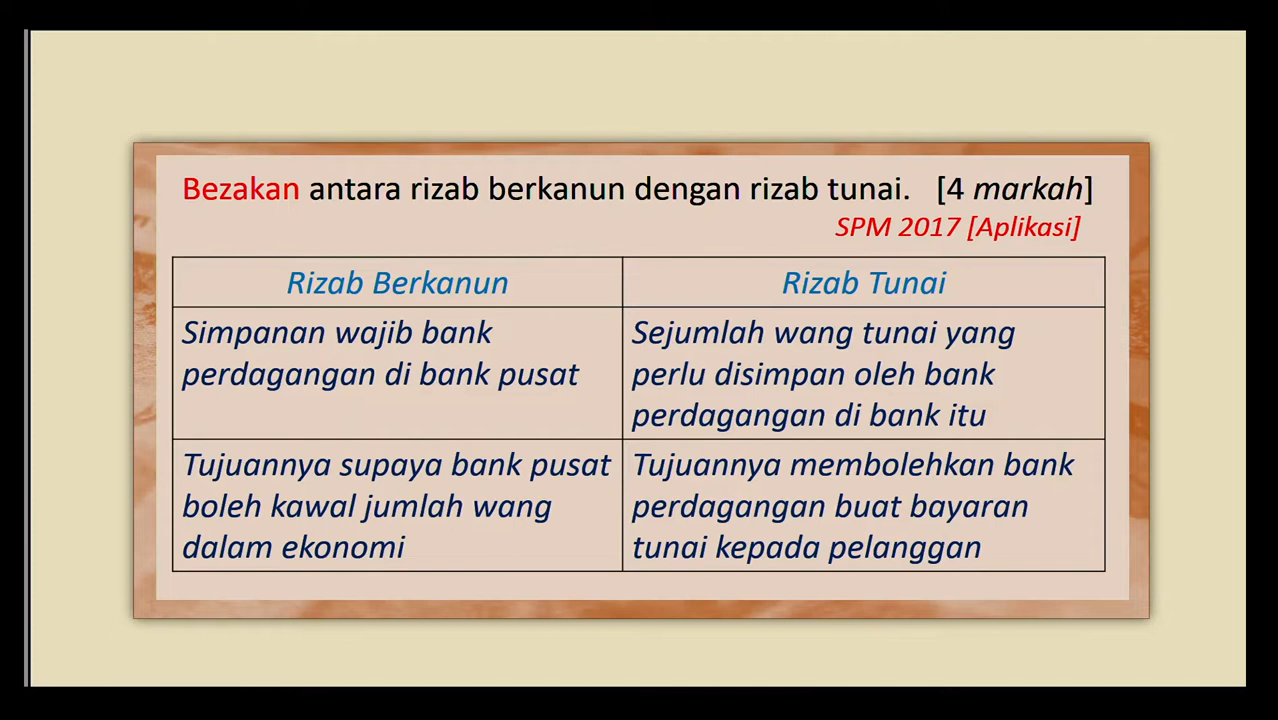 Bezakan antara rizab berkanun dengan rizab tunai. [4 markah]
SPM 2017 [Aplikasi]
Rizab Berkanun
Rizab Tunai
Simpanan wajib bank
perdagangan di bank pusat
Sejumlah wang tunai yang
perlu disimpan oleh bank
perdagangan di bank itu
Tujuannya supaya bank pusat
boleh kawal jumlah wang
dalam ekonomi
Tujuannya membolehkan bank
perdagangan buat bayaran
tunai kepada pelanggan